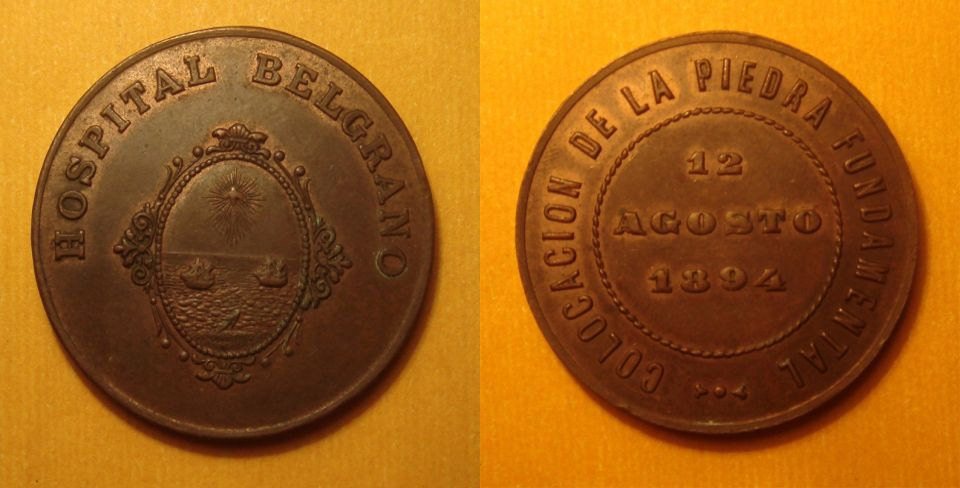 HOSPITAL BELGRANO
COLOCACION DE LA PIEDRA FUNDAMENTAL
12
AGOSTO
1894